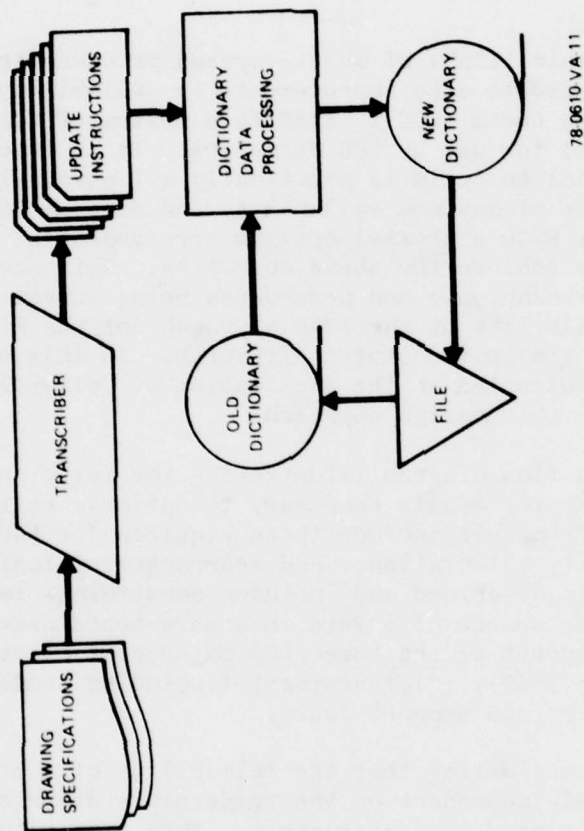 DRAWING
SPECIFICATIONS
TRANSCRIBER
UPDATE
INSTRUCTIONS
DICTIONARY
DATA
PROCESSING
OLD
DICTIONARY
FILE
NEW
DICTIONARY
78-0610-VA-11